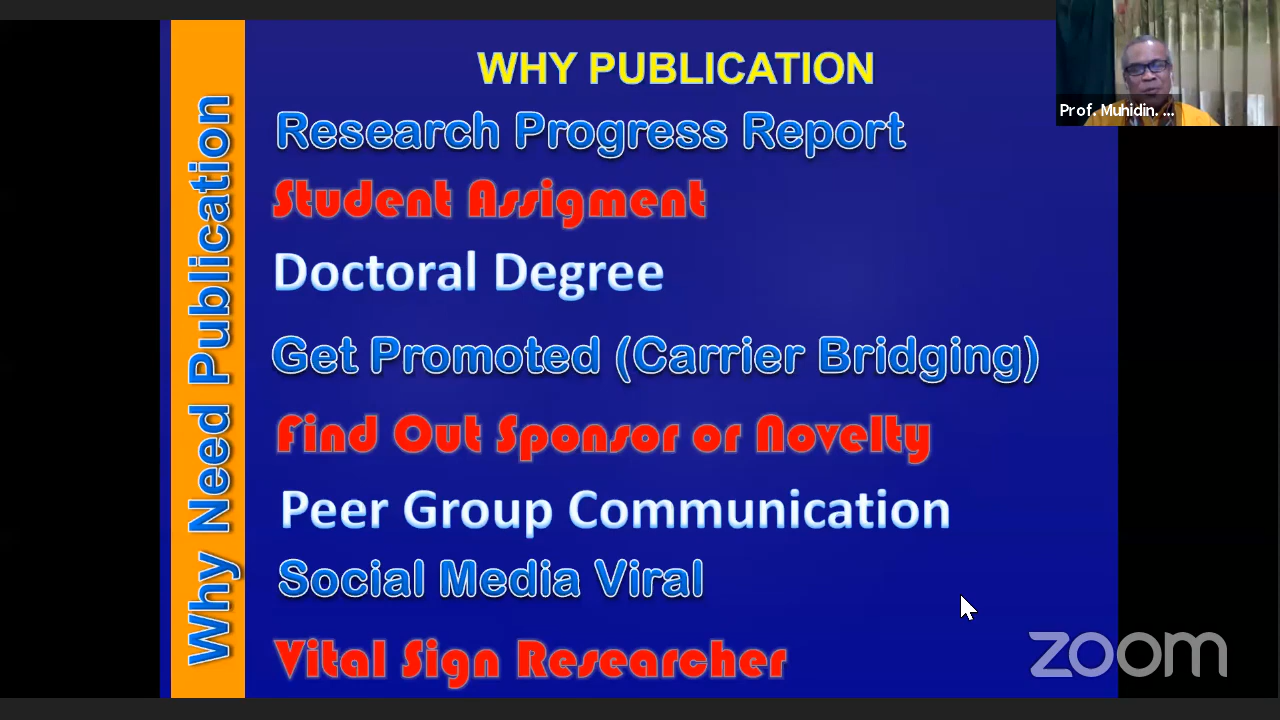 Why Need Publication
WHY PUBLICATION
Research Progress Report
Student Assigment
Doctoral Degree
Get Promoted (Carrier Bridging)
Find Out Sponsor or Novelty
Peer Group Communication
Social Media Viral
Vital Sign Researcher
Prof. Muhidin. ...
zoom